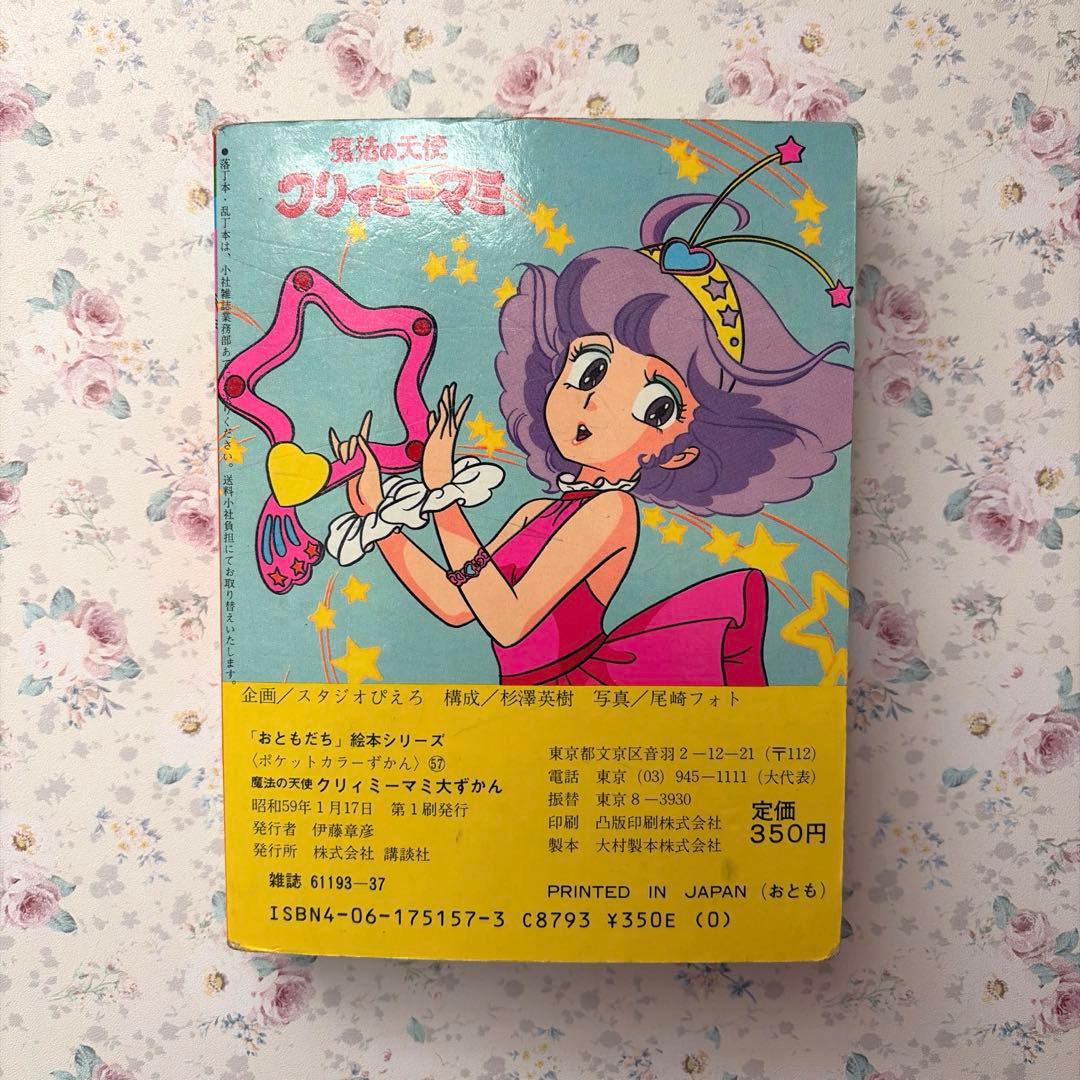 魔法の天使
クリィミーマミ
●落丁本・乱丁本は、小社雑誌業務部あて
りください。送料小社負担にてお取り替えいたします。
企画／スタジオぴえろ 構成／杉澤英樹 写真／尾崎フォト
「おともだち」絵本シリーズ
〈ポケットカラーずかん〉㊼
魔法の天使 クリィミーマミ大ずかん
昭和59年1月17日 第1刷発行
発行者 伊藤章彦
発行所 株式会社 講談社
雑誌 61193―37
東京都文京区音羽2―12―21（〒112）
電話 東京（03）945―1111（大代表）
振替 東京8―3930
印刷 凸版印刷株式会社
製本 大村製本株式会社
定価
350円
PRINTED IN JAPAN（おとも）
ISBN4-06-175157-3 C8793 ¥350E (0)